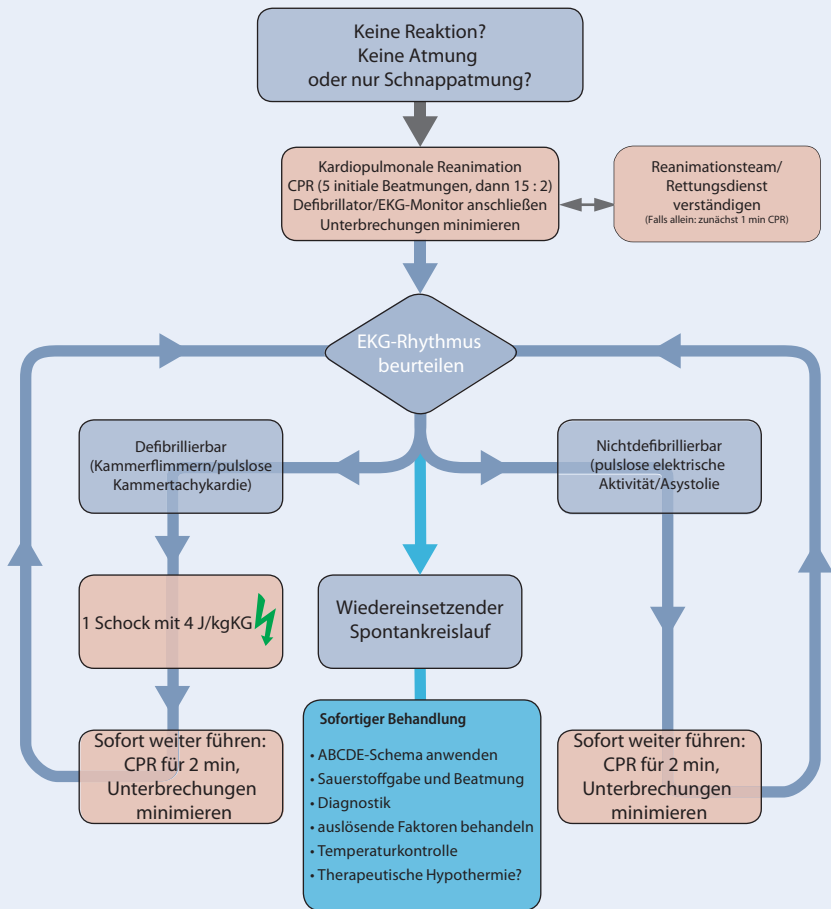 Keine Reaktion?
Keine Atmung
oder nur Schnappatmung?
Kardiopulmonale Reanimation
CPR (5 initiale Beatmungen, dann 15 : 2)
Defibrillator/EKG-Monitor anschließen
Unterbrechungen minimieren
Reanimationsteam/
Rettungsdienst
verständigen
(Falls allein: zunächst 1 min CPR)
EKG-Rhythmus
beurteilen
Defibrillierbar
(Kammerflimmern/pulslose
Kammertachykardie)
Nichtdefibrillierbar
(pulslose elektrische
Aktivität/Asystolie
1 Schock mit 4 J/kgKG
Wiedereinsetzender
Spontankreislauf
Sofort weiter führen:
CPR für 2 min,
Unterbrechungen
minimieren
Sofortiger Behandlung
• ABCDE-Schema anwenden
• Sauerstoffgabe und Beatmung
• Diagnostik
• auslösende Faktoren behandeln
• Temperaturkontrolle
• Therapeutische Hypothermie?
Sofort weiter führen:
CPR für 2 min,
Unterbrechungen
minimieren